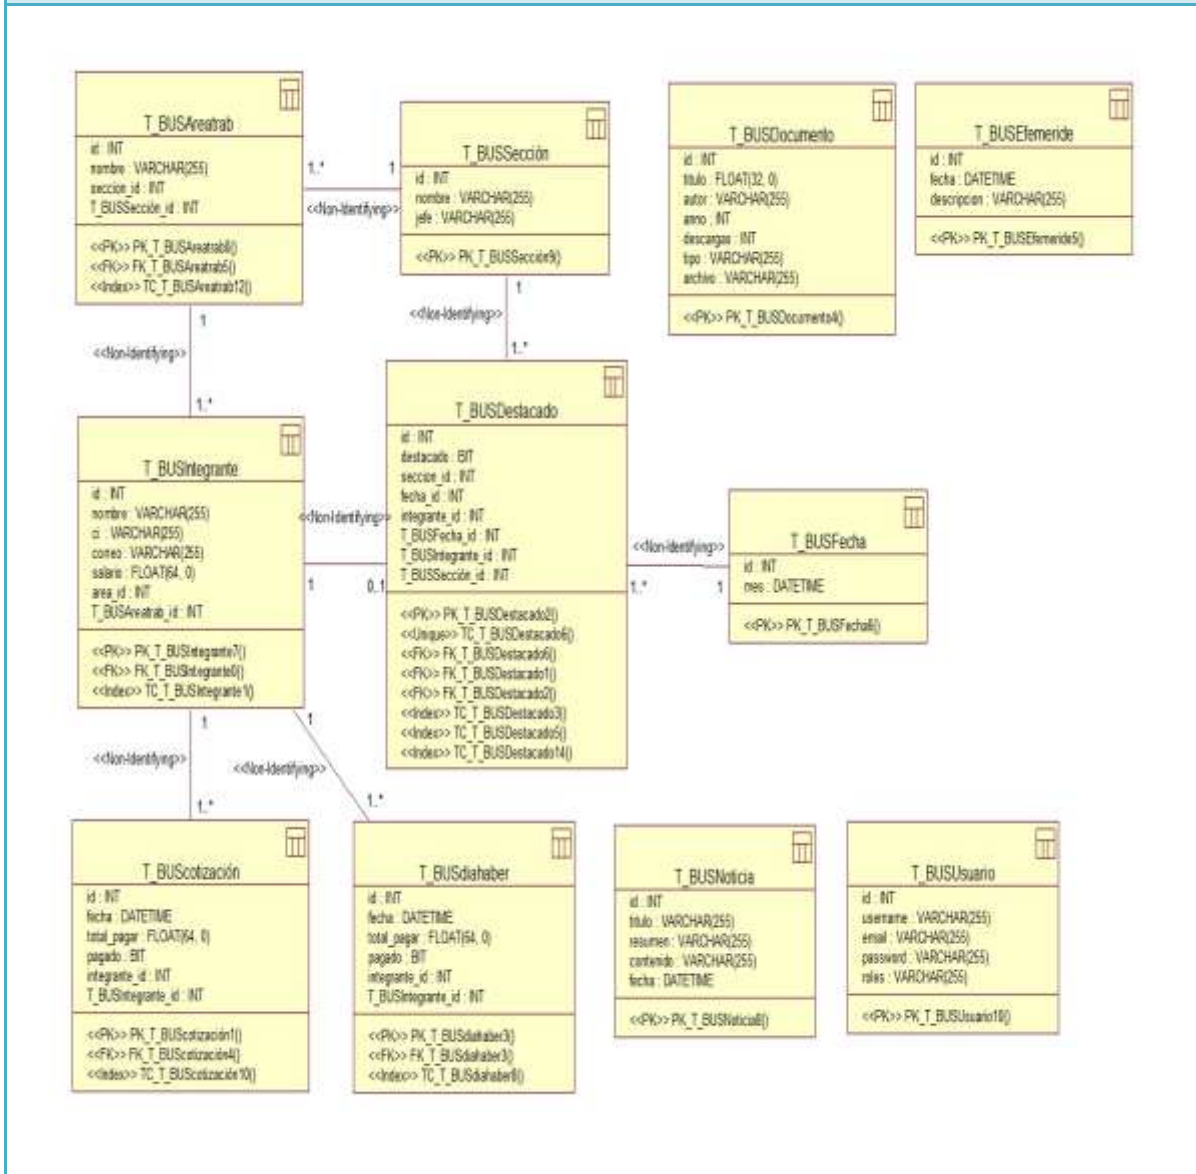 T_BUSAreatrab
id : INT
nombre : VARCHAR(255)
seccion_id : INT
T_BUSSección_id : INT
<<PK>> PK_T_BUSAreatrab8()
<<FK>> FK_T_BUSAreatrab5()
<<Index>> TC_T_BUSAreatrab12()
1..*
1
<<Non-Identifying>>
T_BUSSección
id : INT
nombre : VARCHAR(255)
jefe : VARCHAR(255)
<<PK>> PK_T_BUSSección9()
T_BUSDocumento
id : INT
titulo : FLOAT(32, 0)
autor : VARCHAR(255)
anno : INT
descargas : INT
tipo : VARCHAR(255)
archivo : VARCHAR(255)
<<PK>> PK_T_BUSDocumento4()
T_BUSEfemeride
id : INT
fecha : DATETIME
descripcion : VARCHAR(255)
<<PK>> PK_T_BUSEfemeride5()
1
<<Non-Identifying>>
1..*
1
<<Non-Identifying>>
1..*
T_BUSIntegrante
id : INT
nombre : VARCHAR(255)
ci : VARCHAR(255)
correo : VARCHAR(255)
salario : FLOAT(64, 0)
area_id : INT
T_BUSAreatrab_id : INT
<<PK>> PK_T_BUSIntegrante7()
<<FK>> FK_T_BUSIntegrante0()
<<Index>> TC_T_BUSIntegrante1()
<<Non-Identifying>>
1
0..1
T_BUSDestacado
id : INT
destacado : BIT
seccion_id : INT
fecha_id : INT
integrante_id : INT
T_BUSFecha_id : INT
T_BUSIntegrante_id : INT
T_BUSSección_id : INT
<<PK>> PK_T_BUSDestacado2()
<<Unique>> TC_T_BUSDestacado6()
<<FK>> FK_T_BUSDestacado6()
<<FK>> FK_T_BUSDestacado1()
<<FK>> FK_T_BUSDestacado2()
<<Index>> TC_T_BUSDestacado3()
<<Index>> TC_T_BUSDestacado5()
<<Index>> TC_T_BUSDestacado14()
<<Non-Identifying>>
1..*
1
T_BUSFecha
id : INT
mes : DATETIME
<<PK>> PK_T_BUSFecha6()
1
<<Non-Identifying>>
1..*
1
<<Non-Identifying>>
1..*
T_BUScotización
id : INT
fecha : DATETIME
total_pagar : FLOAT(64, 0)
pagado : BIT
integrante_id : INT
T_BUSIntegrante_id : INT
<<PK>> PK_T_BUScotización1()
<<FK>> FK_T_BUScotización4()
<<Index>> TC_T_BUScotización10()
T_BUSdiahaber
id : INT
fecha : DATETIME
total_pagar : FLOAT(64, 0)
pagado : BIT
integrante_id : INT
T_BUSIntegrante_id : INT
<<PK>> PK_T_BUSdiahaber3()
<<FK>> FK_T_BUSdiahaber3()
<<Index>> TC_T_BUSdiahaber8()
T_BUSNoticia
id : INT
titulo : VARCHAR(255)
resumen : VARCHAR(255)
contenido : VARCHAR(255)
fecha : DATETIME
<<PK>> PK_T_BUSNoticia8()
T_BUSUsuario
id : INT
username : VARCHAR(255)
email : VARCHAR(255)
password : VARCHAR(255)
roles : VARCHAR(255)
<<PK>> PK_T_BUSUsuario10()